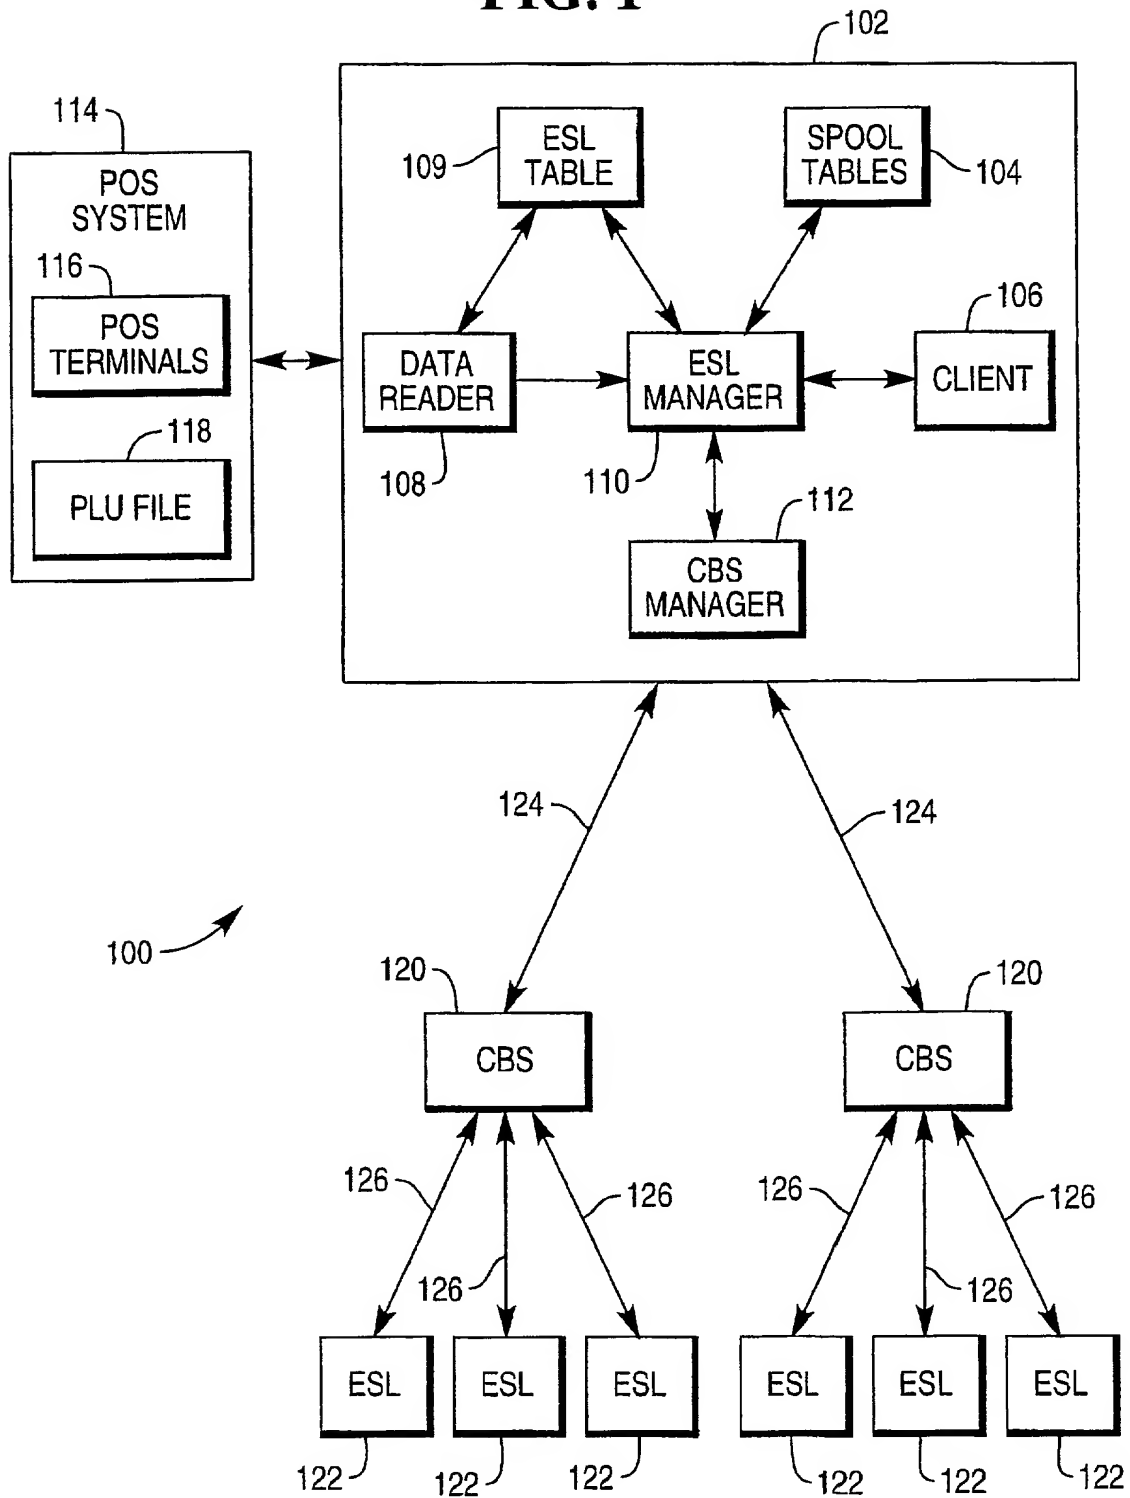 FIG. 1
102
114
POS
SYSTEM
116
POS
TERMINALS
118
PLU FILE
109
ESL
TABLE
SPOOL
TABLES
104
106
DATA
READER
108
ESL
MANAGER
110
CLIENT
112
CBS
MANAGER
124
124
100
120
CBS
120
CBS
126
126
126
126
126
126
ESL
ESL
ESL
ESL
ESL
ESL
122
122
122
122
122
122